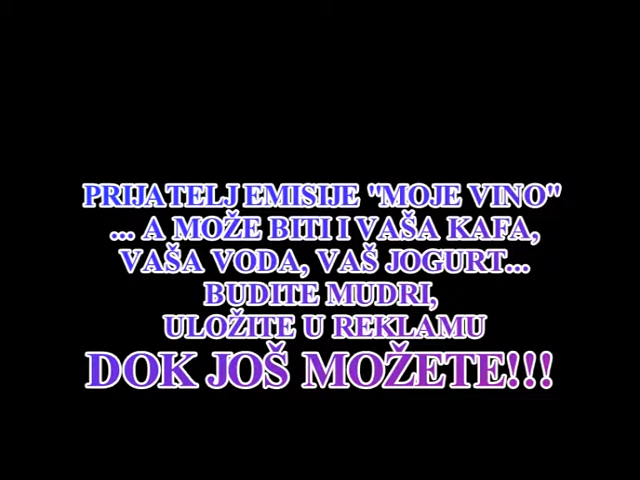 PRIJATELJ EMISIJE "MOJE VINO"
... A MOŽE BITI I VAŠA KAFA,
VAŠA VODA, VAŠ JOGURT...
BUDITE MUDRI,
ULOŽITE U REKLAMU
DOK JOŠ MOŽETE!!!